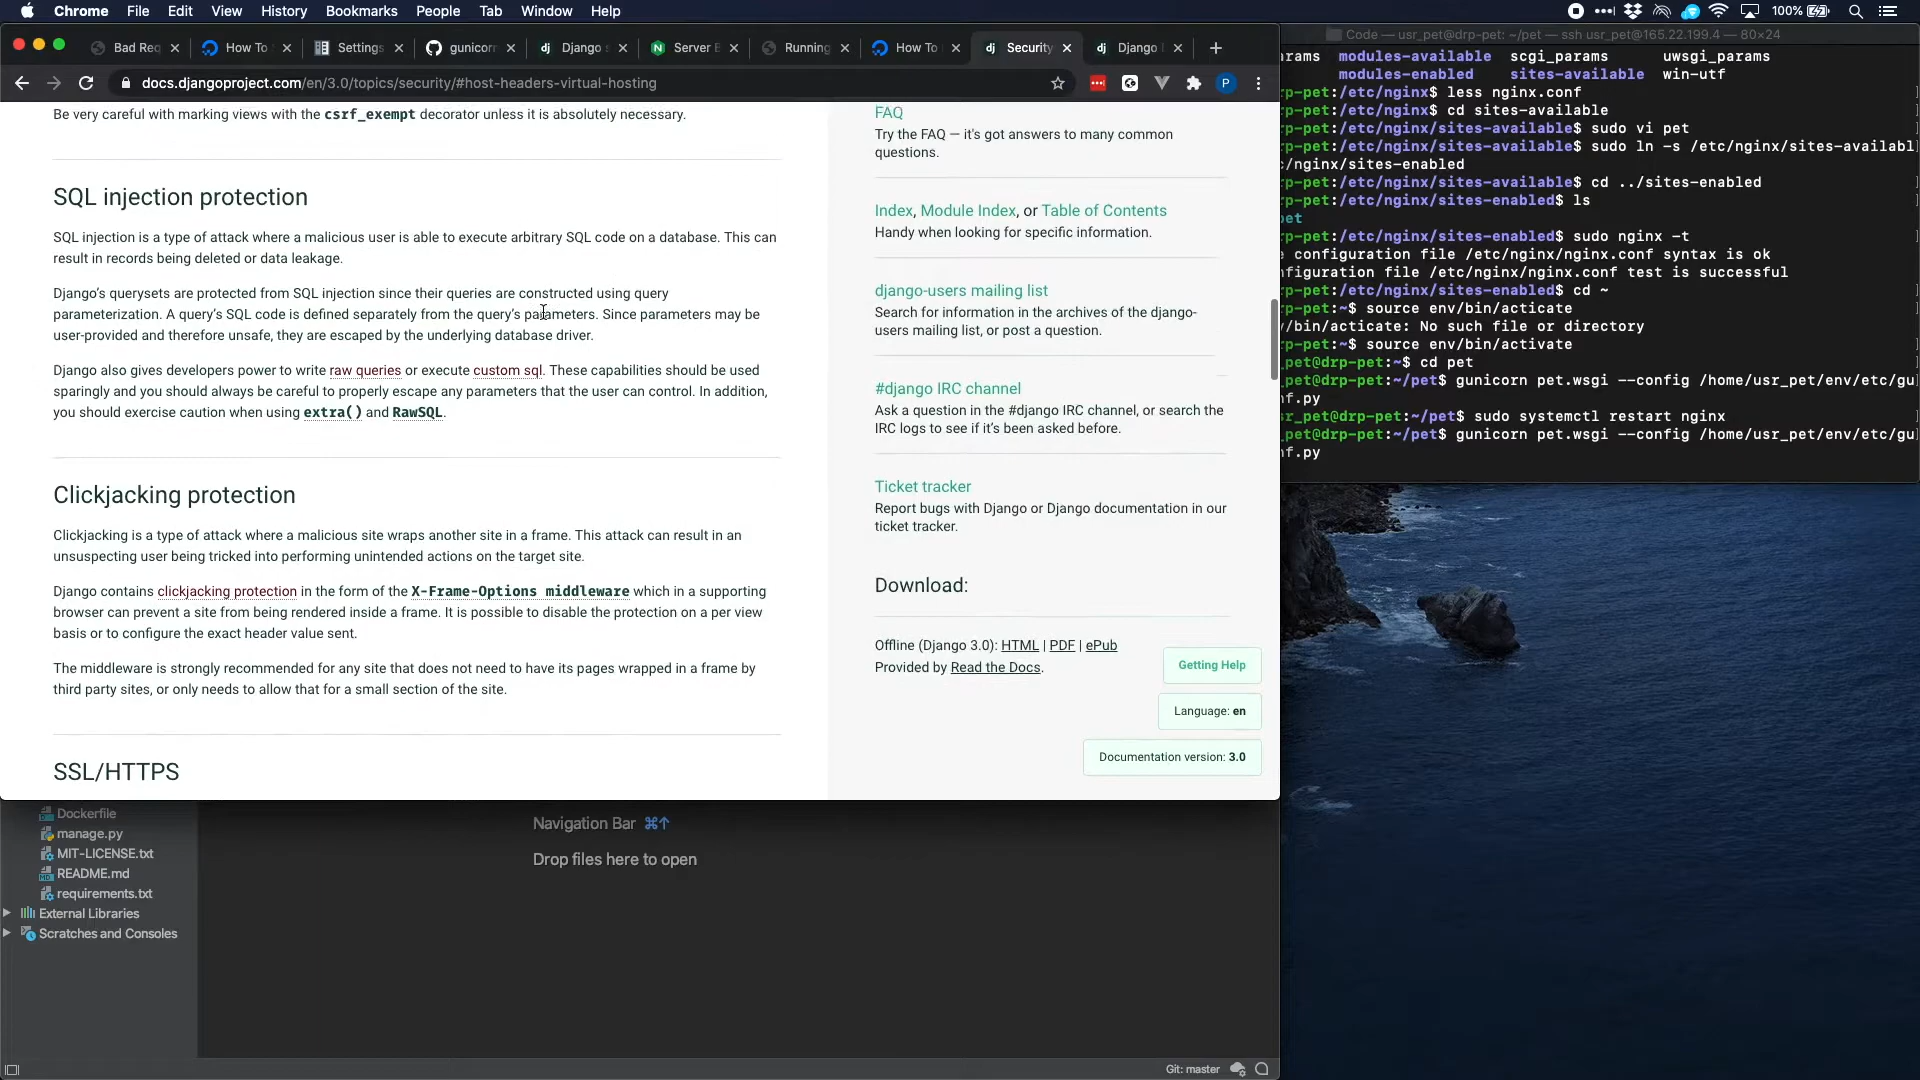 Chrome File Edit View History Bookmarks People Tab Window Help
100%
Bad Req
How To
Settings
gunicorn
Django s
Server E
Running
How To
Security
Django
docs.djangoproject.com/en/3.0/topics/security/#host-headers-virtual-hosting
P
Be very careful with marking views with the csrf_exempt decorator unless it is absolutely necessary.
SQL injection protection
SQL injection is a type of attack where a malicious user is able to execute arbitrary SQL code on a database. This can
result in records being deleted or data leakage.
Django's querysets are protected from SQL injection since their queries are constructed using query
parameterization. A query's SQL code is defined separately from the query's parameters. Since parameters may be
user-provided and therefore unsafe, they are escaped by the underlying database driver.
Django also gives developers power to write raw queries or execute custom sql. These capabilities should be used
sparingly and you should always be careful to properly escape any parameters that the user can control. In addition,
you should exercise caution when using extra() and RawSQL.
Clickjacking protection
Clickjacking is a type of attack where a malicious site wraps another site in a frame. This attack can result in an
unsuspecting user being tricked into performing unintended actions on the target site.
Django contains clickjacking protection in the form of the X-Frame-Options middleware which in a supporting
browser can prevent a site from being rendered inside a frame. It is possible to disable the protection on a per view
basis or to configure the exact header value sent.
The middleware is strongly recommended for any site that does not need to have its pages wrapped in a frame by
third party sites, or only needs to allow that for a small section of the site.
SSL/HTTPS
FAQ
Try the FAQ — it's got answers to many common
questions.
Index, Module Index, or Table of Contents
Handy when looking for specific information.
django-users mailing list
Search for information in the archives of the django-
users mailing list, or post a question.
#django IRC channel
Ask a question in the #django IRC channel, or search the
IRC logs to see if it's been asked before.
Ticket tracker
Report bugs with Django or Django documentation in our
ticket tracker.
Download:
Offline (Django 3.0): HTML | PDF | ePub
Provided by Read the Docs.
Getting Help
Language: en
Documentation version: 3.0
Code — usr_pet@drp-pet: ~/pet — ssh usr_pet@165.22.199.4 — 80×24
arams modules-available scgi_params uwsgi_params
modules-enabled sites-available win-utf
rp-pet:/etc/nginx$ less nginx.conf
rp-pet:/etc/nginx$ cd sites-available
rp-pet:/etc/nginx/sites-available$ sudo vi pet
rp-pet:/etc/nginx/sites-available$ sudo ln -s /etc/nginx/sites-availabl
/nginx/sites-enabled
rp-pet:/etc/nginx/sites-available$ cd ../sites-enabled
rp-pet:/etc/nginx/sites-enabled$ ls
et
rp-pet:/etc/nginx/sites-enabled$ sudo nginx -t
e configuration file /etc/nginx/nginx.conf syntax is ok
nfiguration file /etc/nginx/nginx.conf test is successful
rp-pet:/etc/nginx/sites-enabled$ cd ~
rp-pet:~$ source env/bin/acticate
v/bin/acticate: No such file or directory
rp-pet:~$ source env/bin/activate
_pet@drp-pet:~$ cd pet
_pet@drp-pet:~/pet$ gunicorn pet.wsgi --config /home/usr_pet/env/etc/gu
nf.py
sr_pet@drp-pet:~/pet$ sudo systemctl restart nginx
_pet@drp-pet:~/pet$ gunicorn pet.wsgi --config /home/usr_pet/env/etc/gu
nf.py
Dockerfile
manage.py
MIT-LICENSE.txt
README.md
requirements.txt
External Libraries
Scratches and Consoles
Navigation Bar ⌘↑
Drop files here to open
Git: master